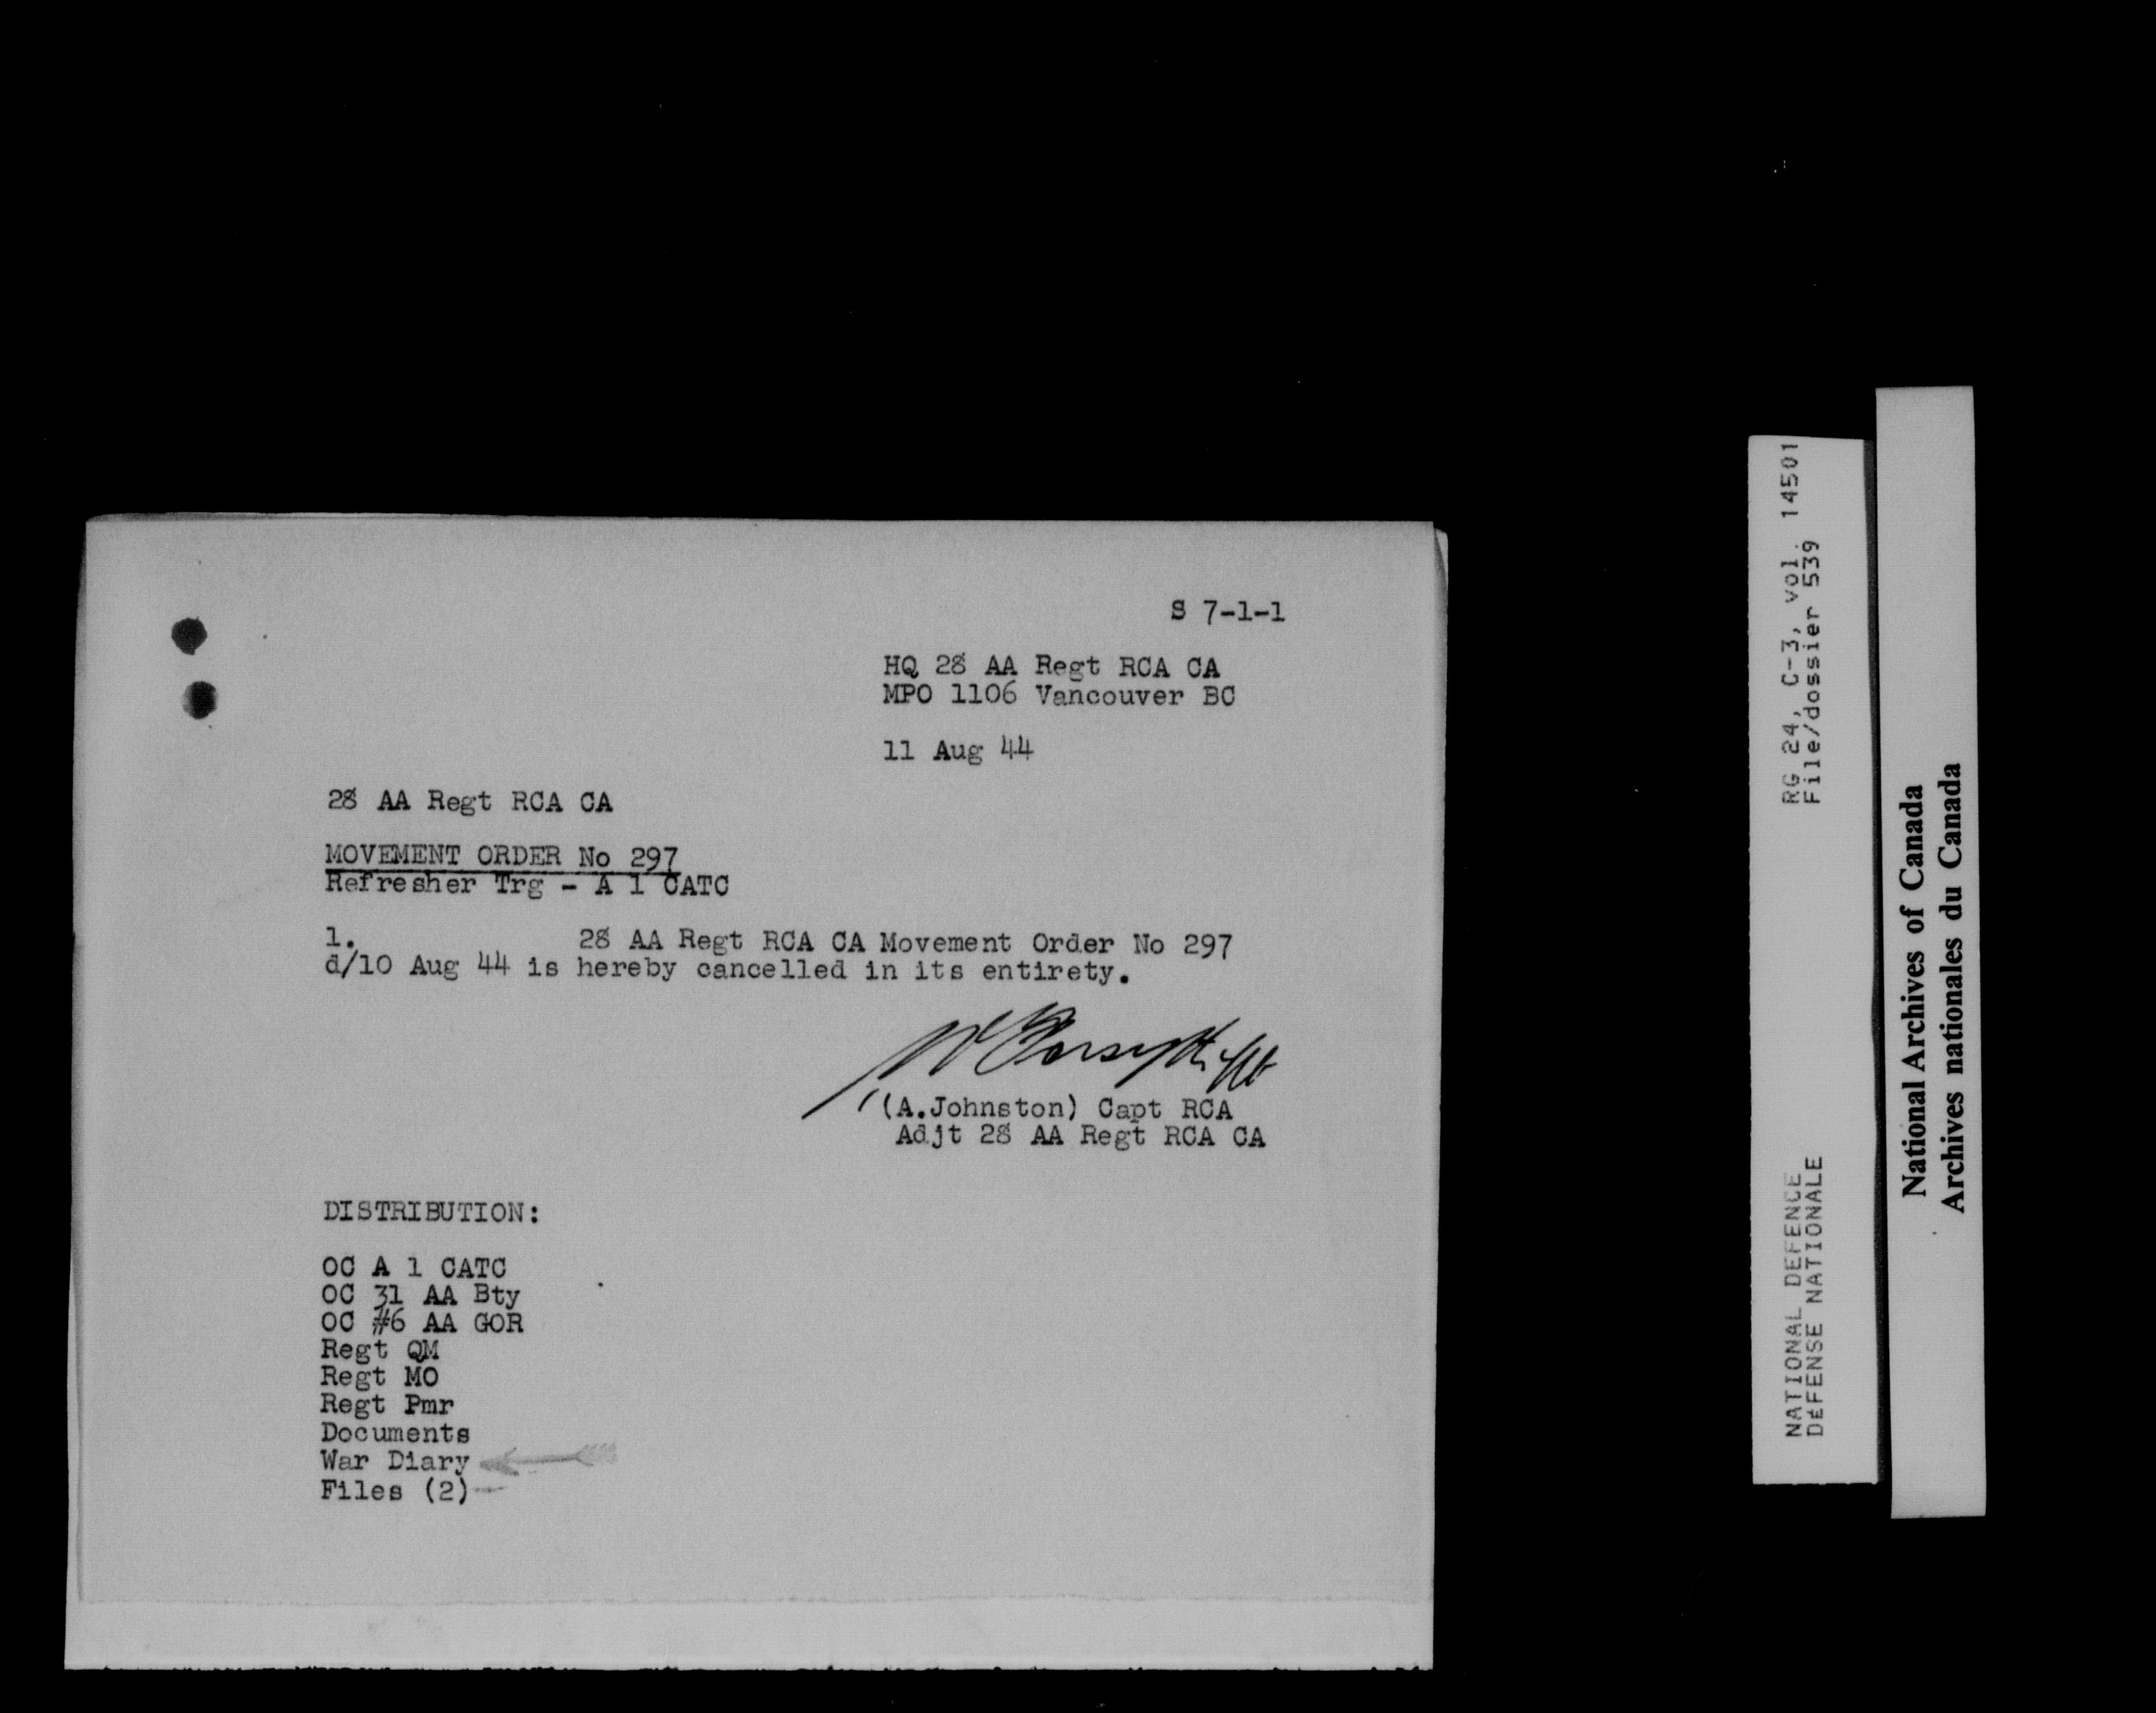 S 7-1-1
HQ 28 AA Regt RCA CA
MPO 1106 Vancouver BC
11 Aug 44
28 AA Regt RCA CA
MOVEMENT ORDER No 297
Refresher Trg - A 1 CATC
1. 28 AA Regt RCA CA Movement Order No 297
d/10 Aug 44 is hereby cancelled in its entirety.
(A.Johnston) Capt RCA
Adjt 28 AA Regt RCA CA
DISTRIBUTION:
OC A 1 CATC
OC 31 AA Bty
OC #6 AA GOR
Regt QM
Regt MO
Regt Pmr
Documents
War Diary
Files (2)
RG 24, C-3, vol. 14501
File/dossier 539
NATIONAL DEFENCE
DÉFENSE NATIONALE
National Archives of Canada
Archives nationales du Canada